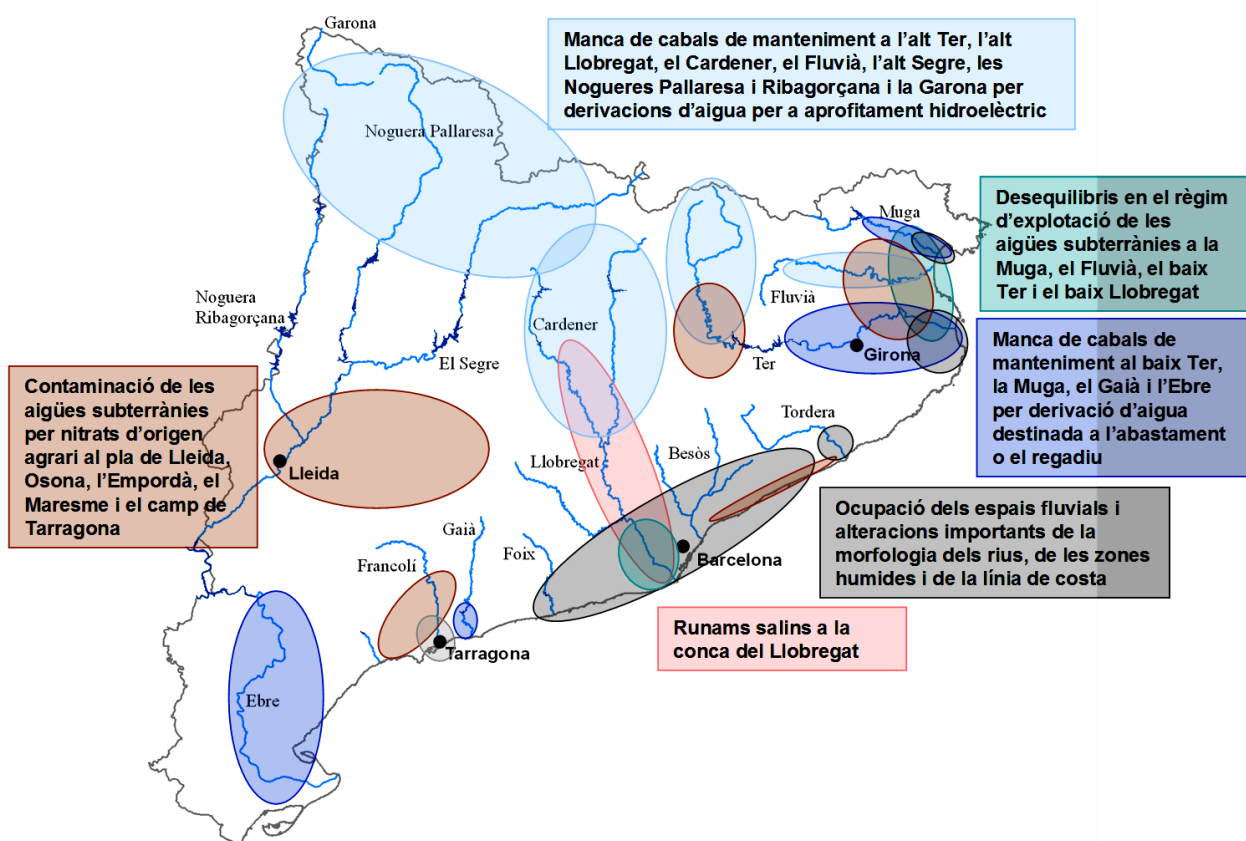 Garona
Manca de cabals de manteniment a l'alt Ter, l'alt
Llobregat, el Cardener, el Fluvià, l'alt Segre, les
Nogueres Pallaresa i Ribagorçana i la Garona per
derivacions d'aigua per a aprofitament hidroelèctric
Noguera Pallaresa
Desequilibris en el règim
d'explotació de les
aigües subterrànies a la
Muga, el Fluvià, el baix
Ter i el baix Llobregat
Muga
Noguera
Ribagorçana
Fluvià
Cardener
El Segre
Ter
Girona
Manca de cabals de
manteniment al baix Ter,
la Muga, el Gaià i l'Ebre
per derivació d'aigua
destinada a l'abastament
o el regadiu
Contaminació de les
aigües subterrànies
per nitrats d'origen
agrari al pla de Lleida,
Osona, l'Empordà, el
Maresme i el camp de
Tarragona
Tordera
Lleida
Llobregat
Besòs
Ocupació dels espais fluvials i
alteracions importants de la
morfologia dels rius, de les zones
humides i de la línia de costa
Gaià
Foix
Barcelona
Francolí
Runams salins a la
conca del Llobregat
Tarragona
Ebre